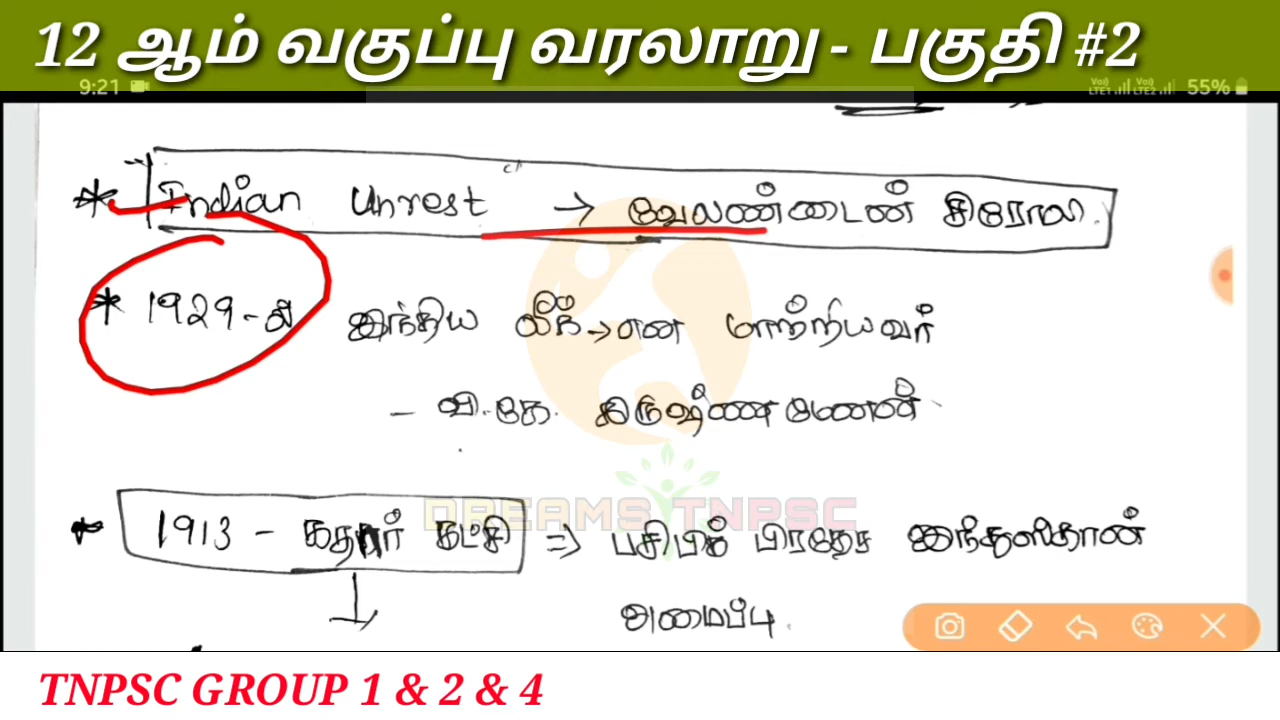 12 ஆம் வகுப்பு வரலாறு - பகுதி #2
9:21 55%
* Indian Unrest → வேலண்டைன் சிரோல்.
* 1929-ல் இந்திய லீக் → என மாற்றியவர்
- வி.கே. கிருஷ்ணமேனன்
DREAMS TNPSC
* 1913 - கதார் கட்சி ⇒ பசிபிக் பிரதேச இந்துஸ்தான்
அமைப்பு.
TNPSC GROUP 1 & 2 & 4